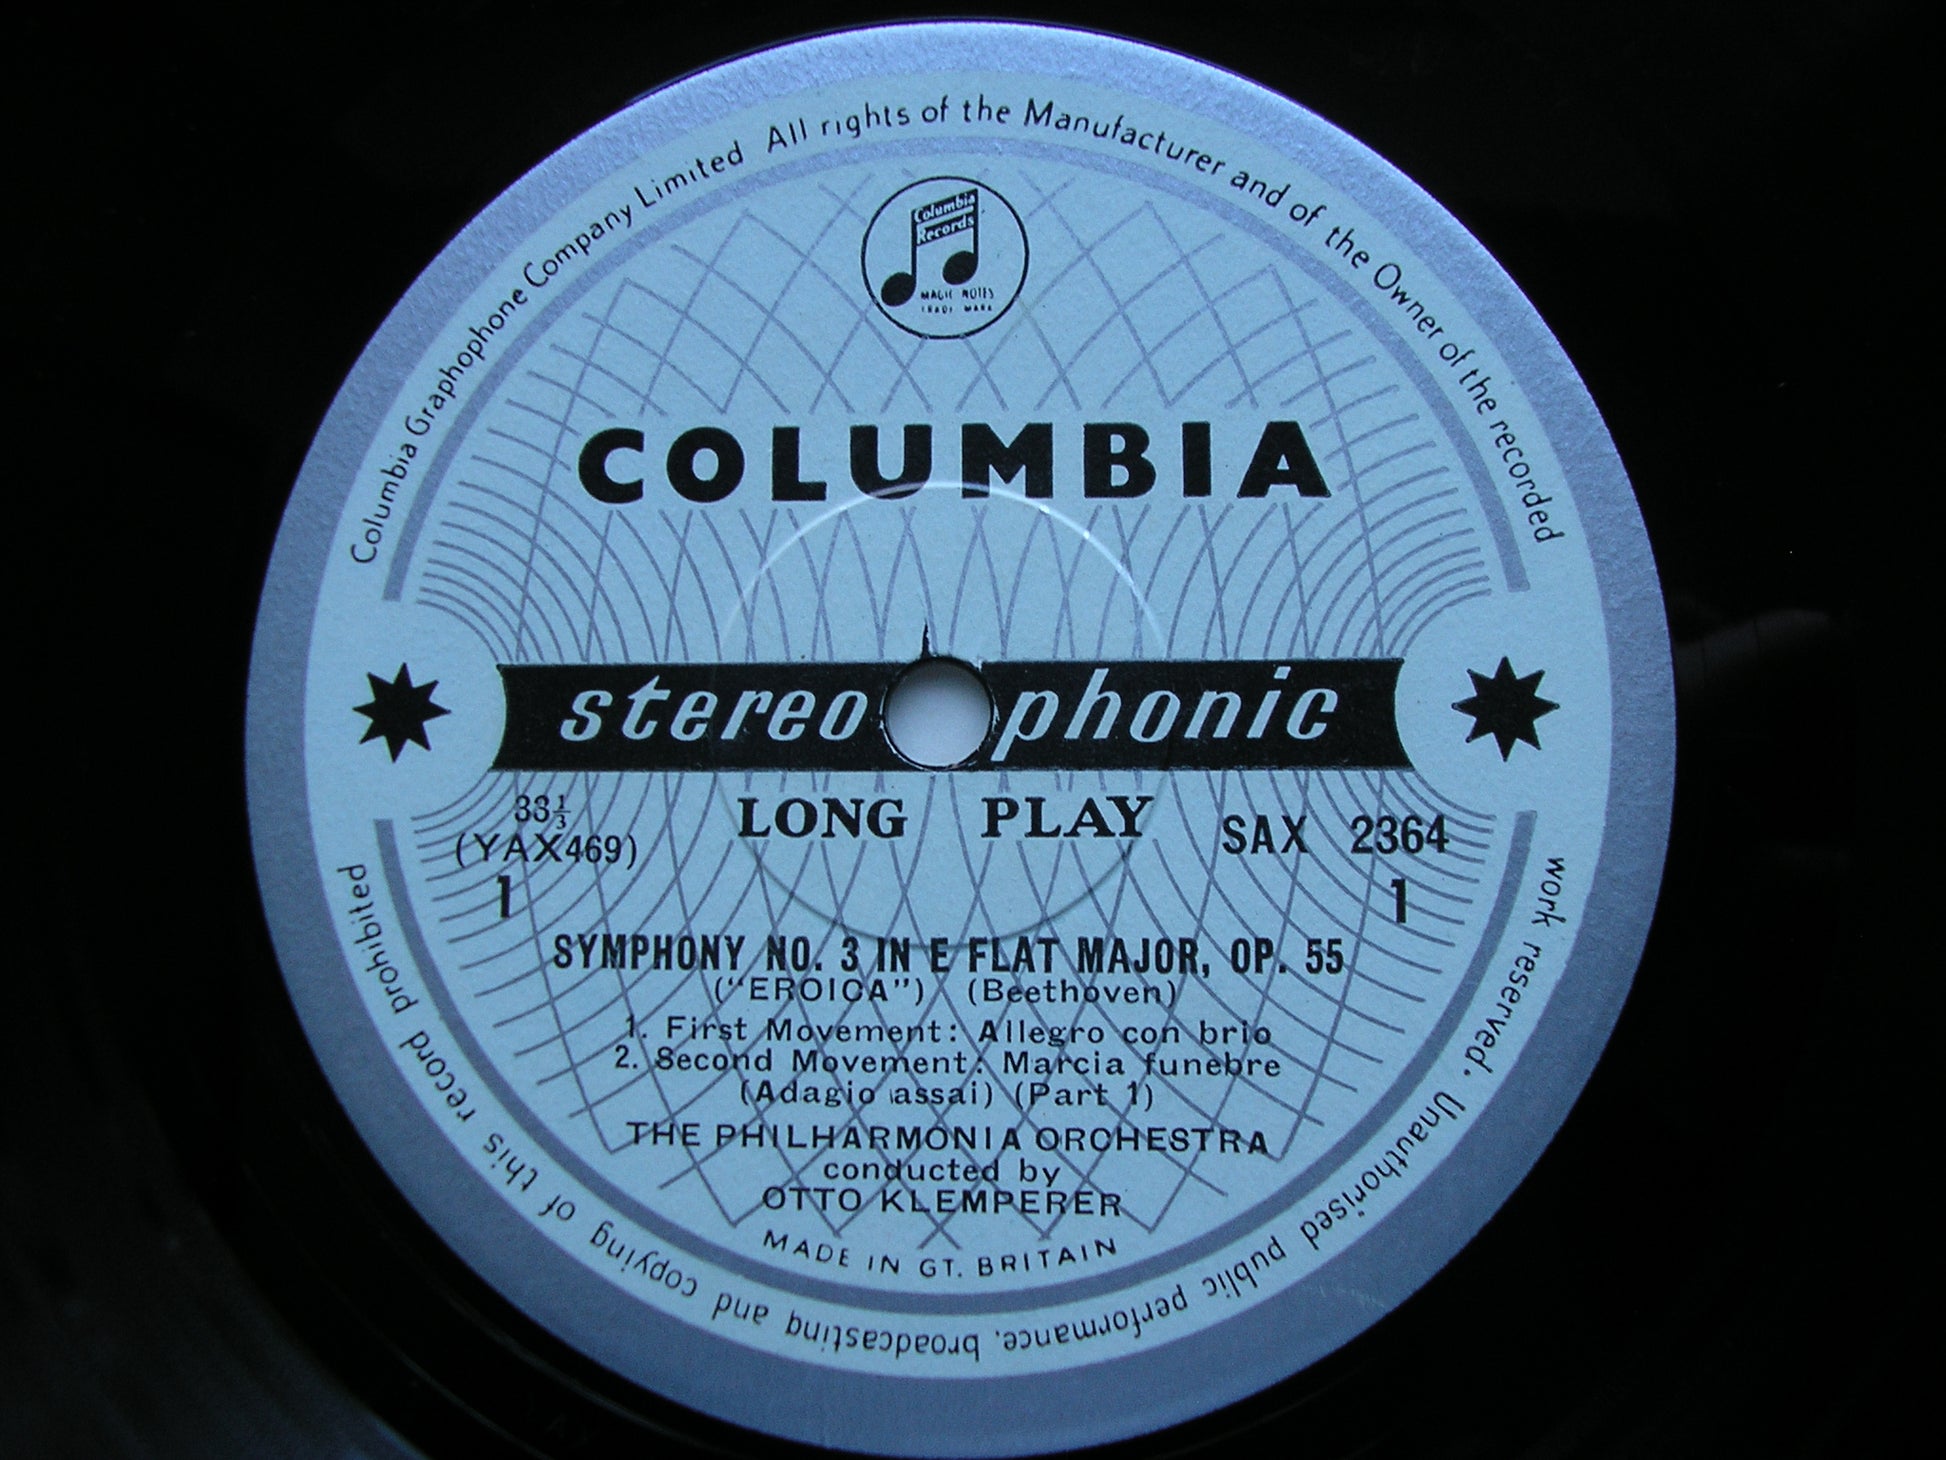 Columbia Graphophone Company Limited All rights of the Manufacturer and of the Owner of the recorded
work reserved. Unauthorised public performance, broadcasting and copying of this record prohibited
Columbia
Records
MAGIC NOTES
TRADE MARK
COLUMBIA
stereophonic
33⅓
LONG PLAY
SAX 2364
(YAX469)
1
1
SYMPHONY NO. 3 IN E FLAT MAJOR, OP. 55
("EROICA") (Beethoven)
1. First Movement: Allegro con brio
2. Second Movement: Marcia funebre
(Adagio assai) (Part 1)
THE PHILHARMONIA ORCHESTRA
conducted by
OTTO KLEMPERER
MADE IN GT. BRITAIN